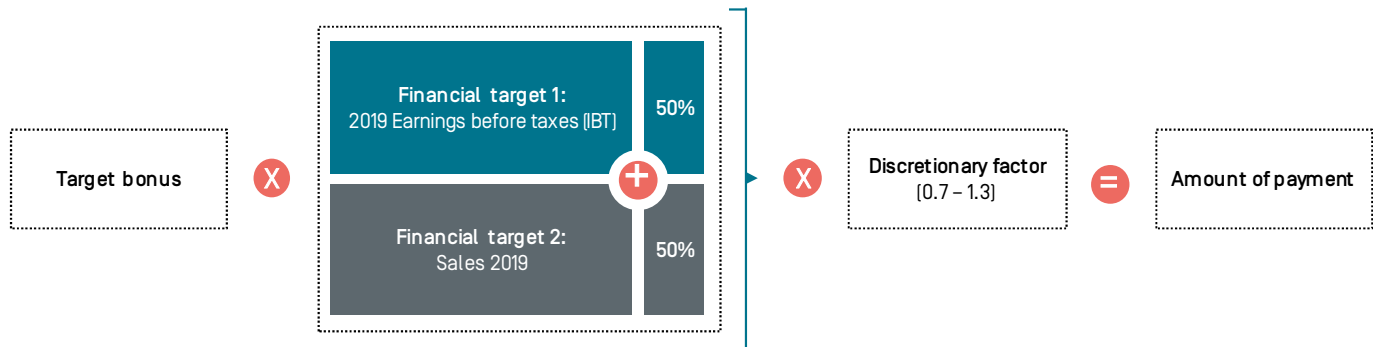 Target bonus
X
Financial target 1:
2019 Earnings before taxes (IBT)
50%
+
Financial target 2:
Sales 2019
50%
X
Discretionary factor
(0.7 – 1.3)
=
Amount of payment